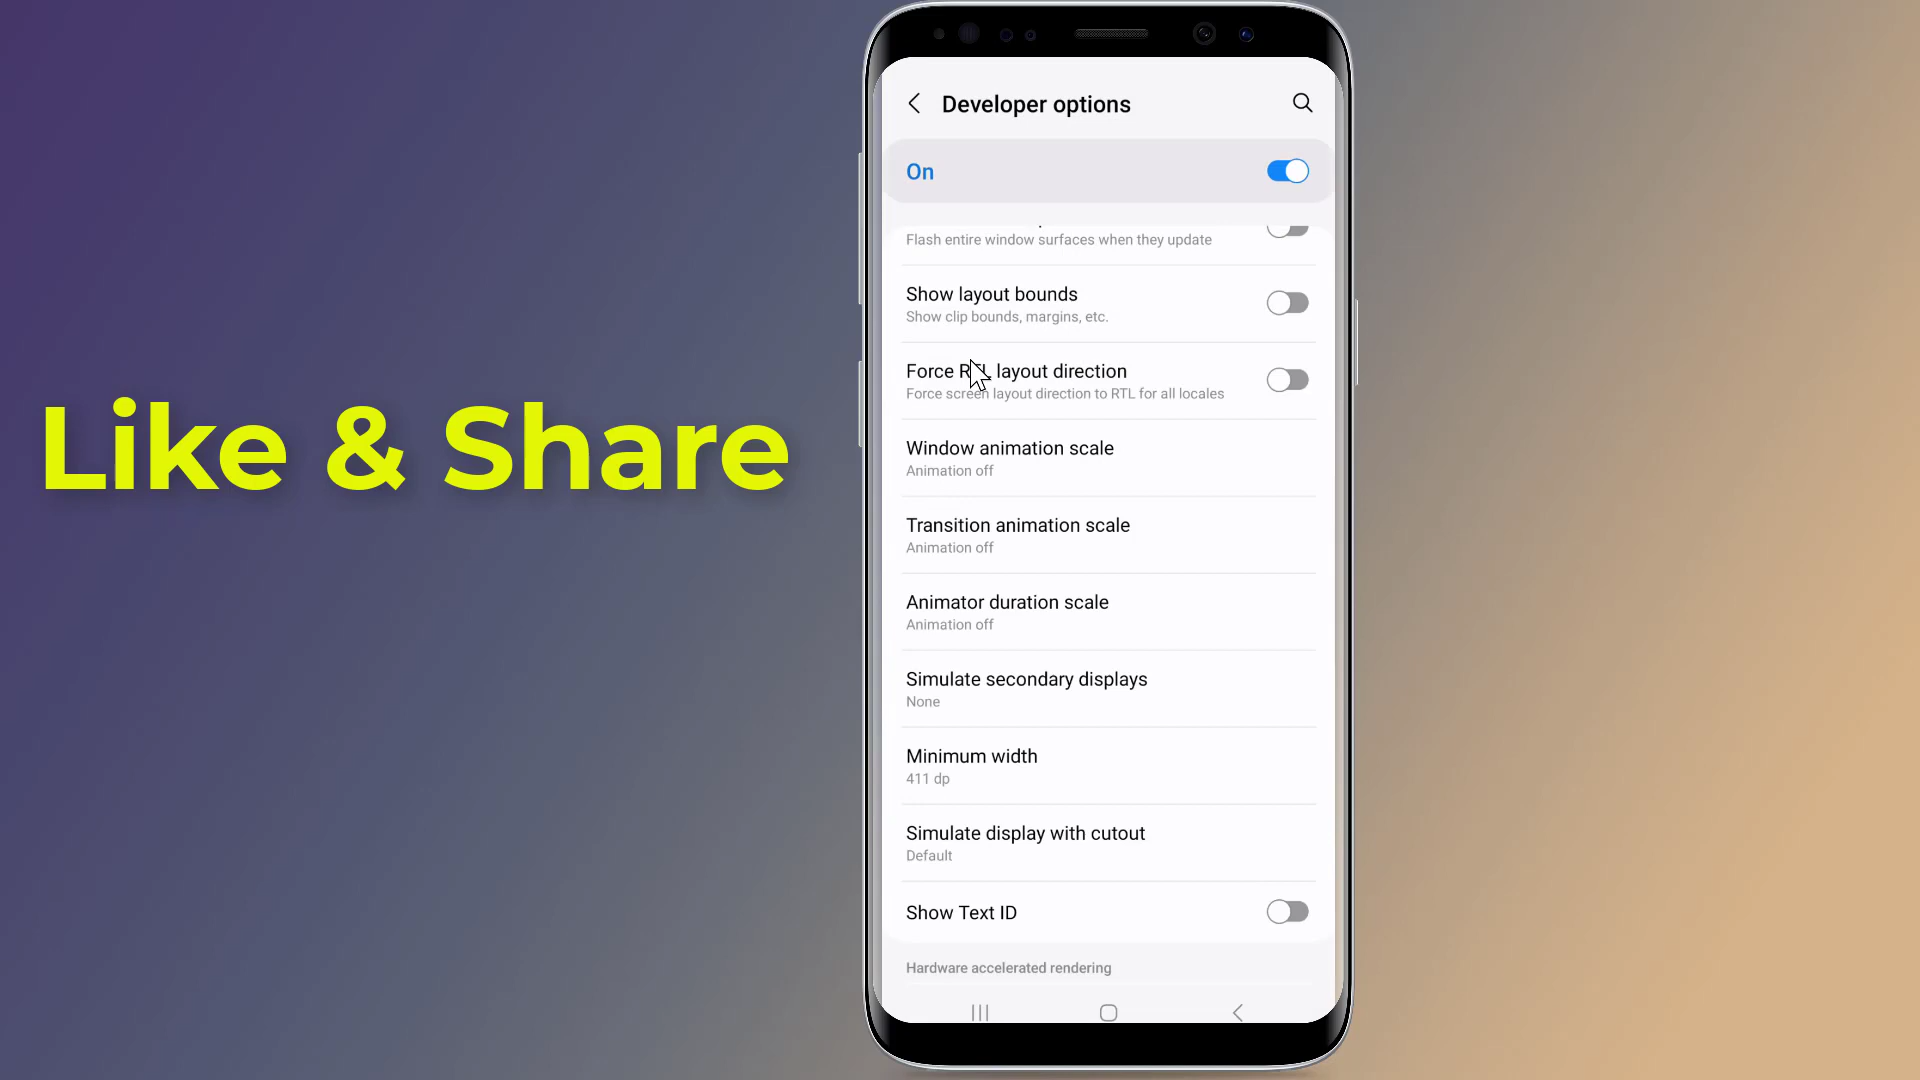 Developer options
On
Flash entire window surfaces when they update
Show layout bounds
Show clip bounds, margins, etc.
Force RTL layout direction
Force screen layout direction to RTL for all locales
Window animation scale
Animation off
Transition animation scale
Animation off
Animator duration scale
Animation off
Simulate secondary displays
None
Minimum width
411 dp
Simulate display with cutout
Default
Show Text ID
Hardware accelerated rendering
Like & Share